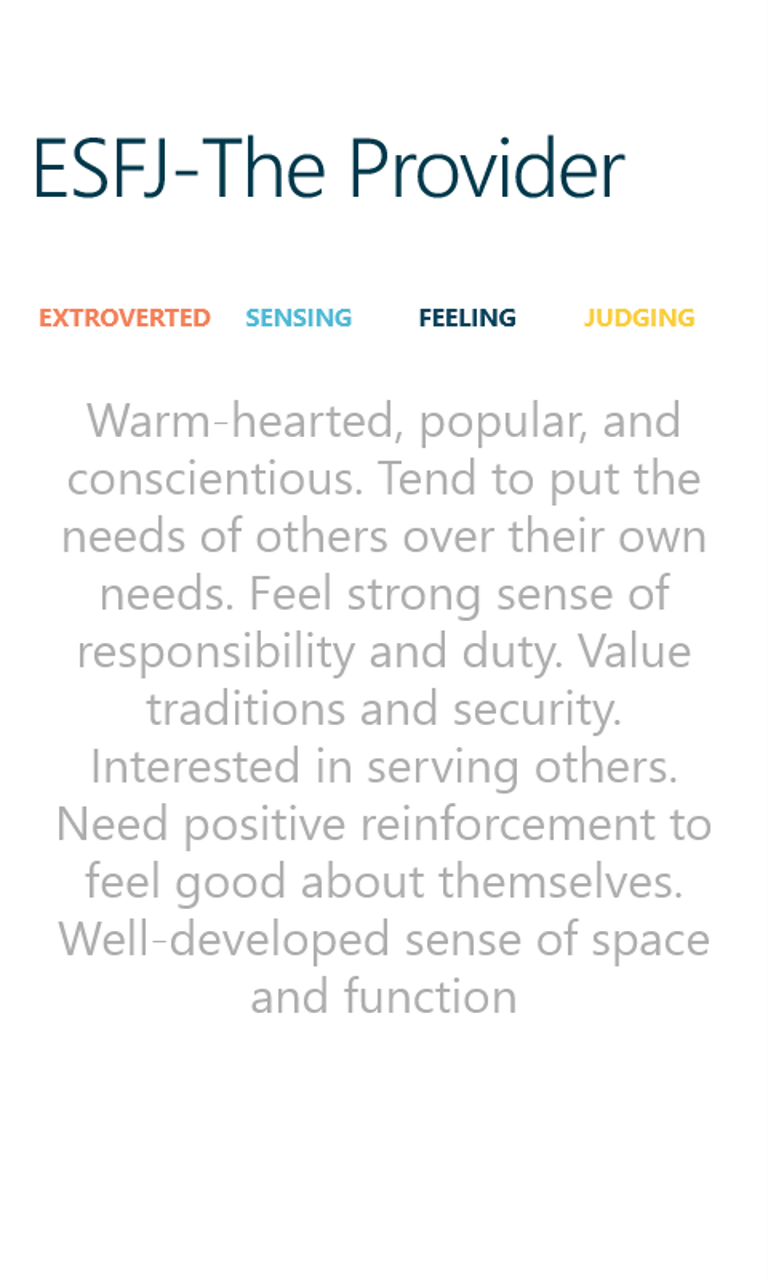 ESFJ-The Provider
EXTROVERTED SENSING FEELING JUDGING
Warm-hearted, popular, and
conscientious. Tend to put the
needs of others over their own
needs. Feel strong sense of
responsibility and duty. Value
traditions and security.
Interested in serving others.
Need positive reinforcement to
feel good about themselves.
Well-developed sense of space
and function